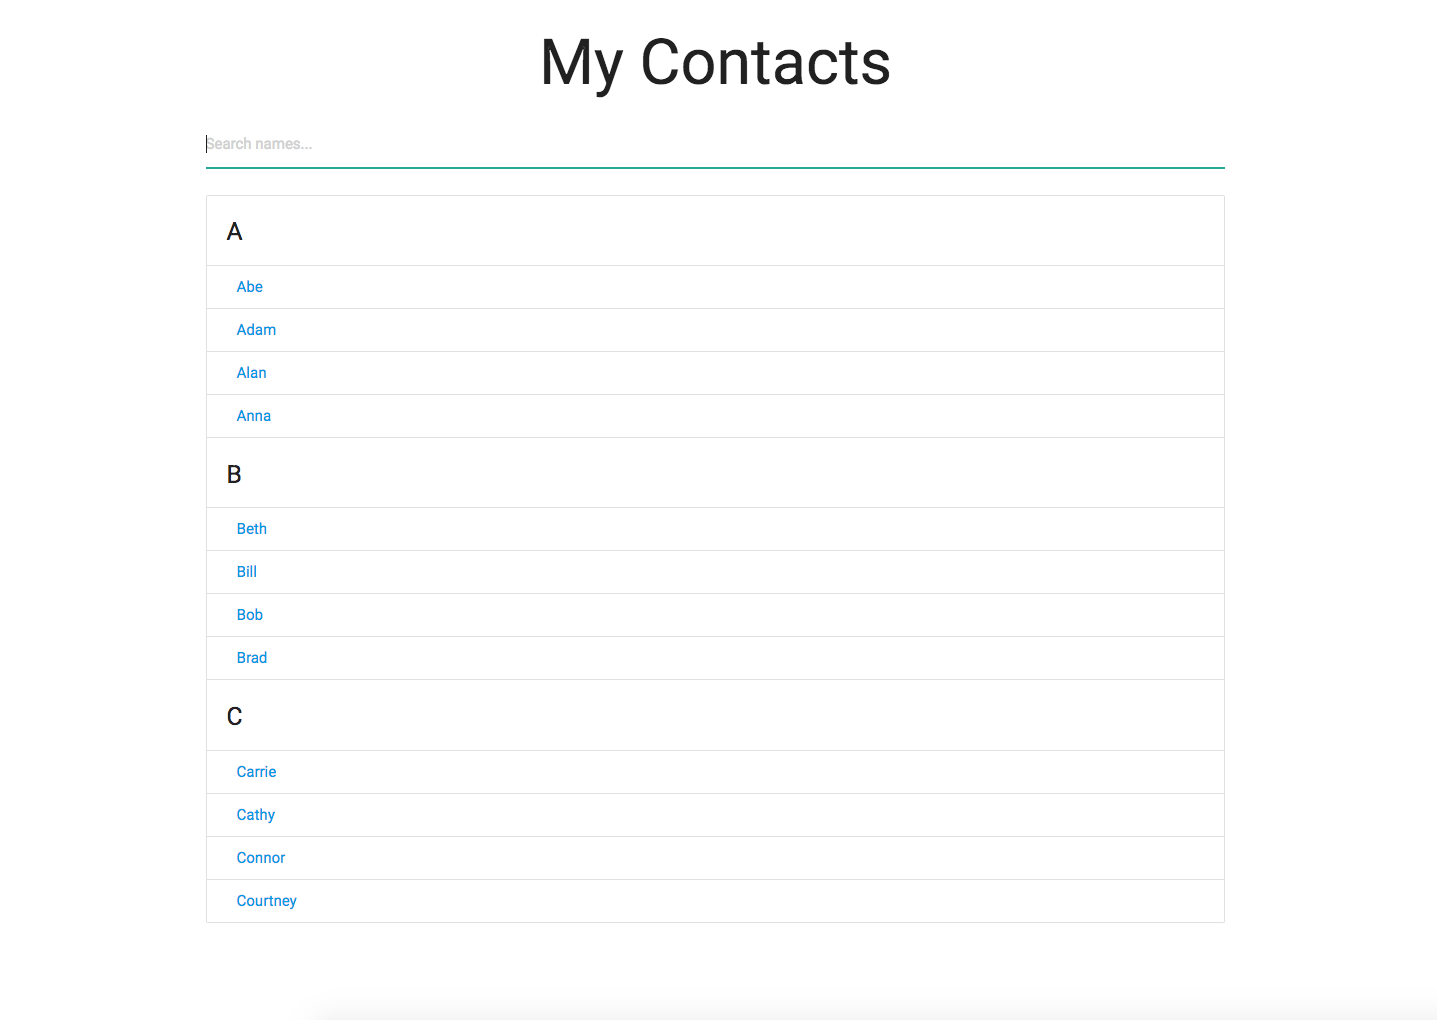 My Contacts
Search names...
A
Abe
Adam
Alan
Anna
B
Beth
Bill
Bob
Brad
C
Carrie
Cathy
Connor
Courtney